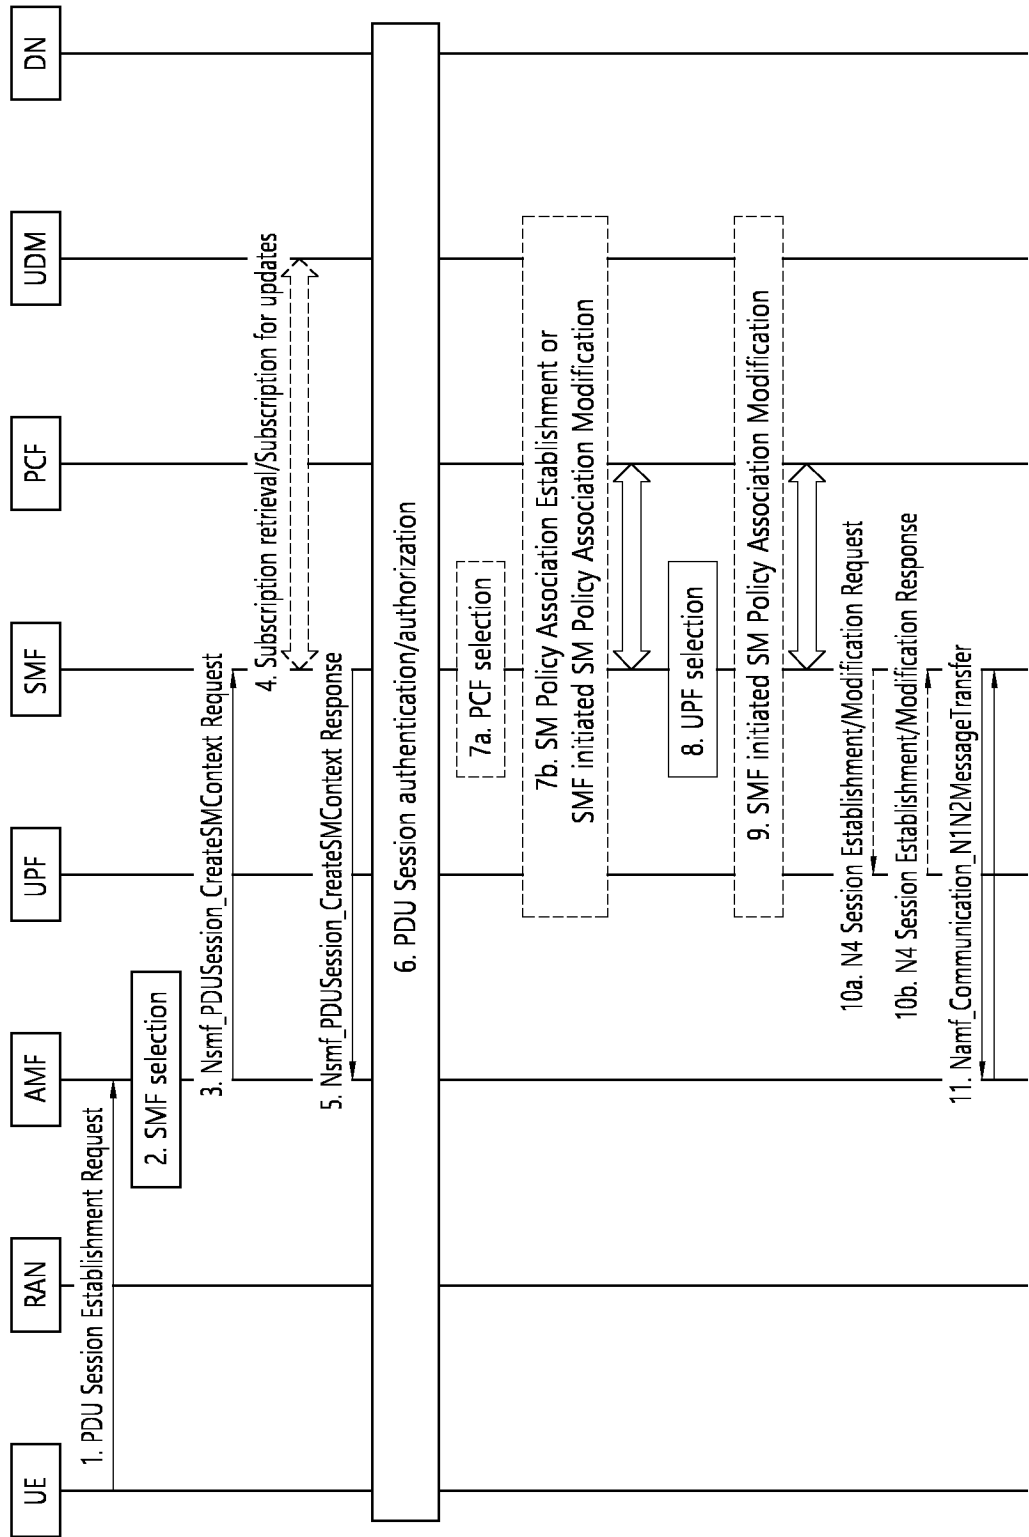 UE
RAN
AMF
UPF
SMF
PCF
UDM
DN
1. PDU Session Establishment Request
2. SMF selection
3. Nsmf_PDUSession_CreateSMContext Request
4. Subscription retrieval/Subscription for updates
5. Nsmf_PDUSession_CreateSMContext Response
6. PDU Session authentication/authorization
7a. PCF selection
7b. SM Policy Association Establishment or
SMF initiated SM Policy Association Modification
8. UPF selection
9. SMF initiated SM Policy Association Modification
10a. N4 Session Establishment/Modification Request
10b. N4 Session Establishment/Modification Response
11. Namf_Communication_N1N2MessageTransfer